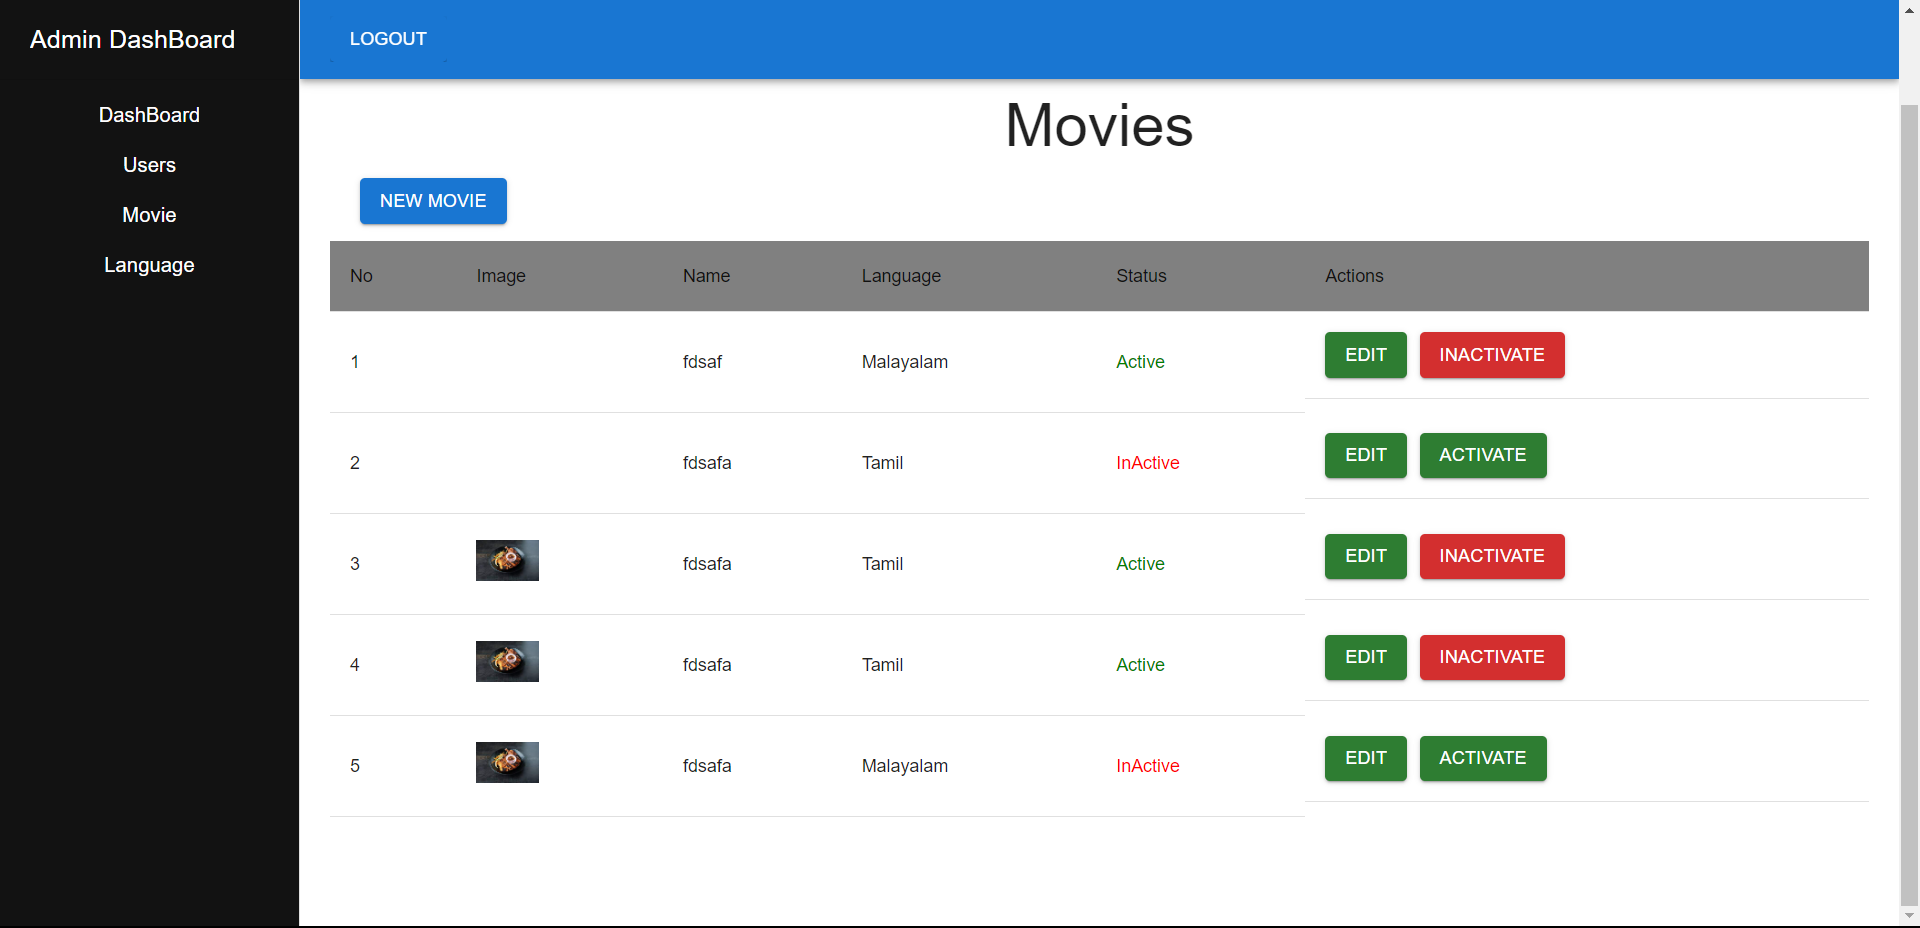 Admin DashBoard
DashBoard
Users
Movie
Language
LOGOUT
Movies
NEW MOVIE
No Image Name Language Status Actions
1 fdsaf Malayalam Active EDIT INACTIVATE
2 fdsafa Tamil InActive EDIT ACTIVATE
3 fdsafa Tamil Active EDIT INACTIVATE
4 fdsafa Tamil Active EDIT INACTIVATE
5 fdsafa Malayalam InActive EDIT ACTIVATE